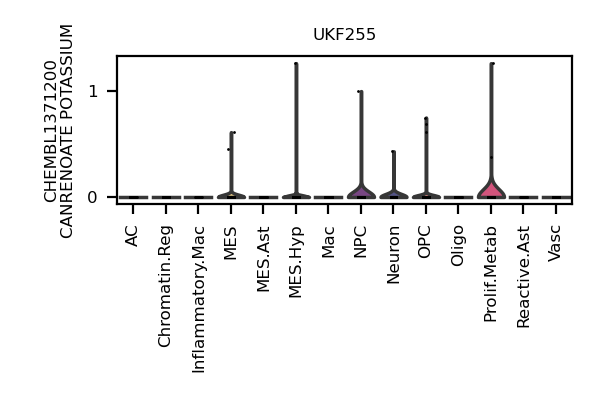 UKF255
CHEMBL1371200
CANRENOATE POTASSIUM
1
0
AC
Chromatin.Reg
Inflammatory.Mac
MES
MES.Ast
MES.Hyp
Mac
NPC
Neuron
OPC
Oligo
Prolif.Metab
Reactive.Ast
Vasc